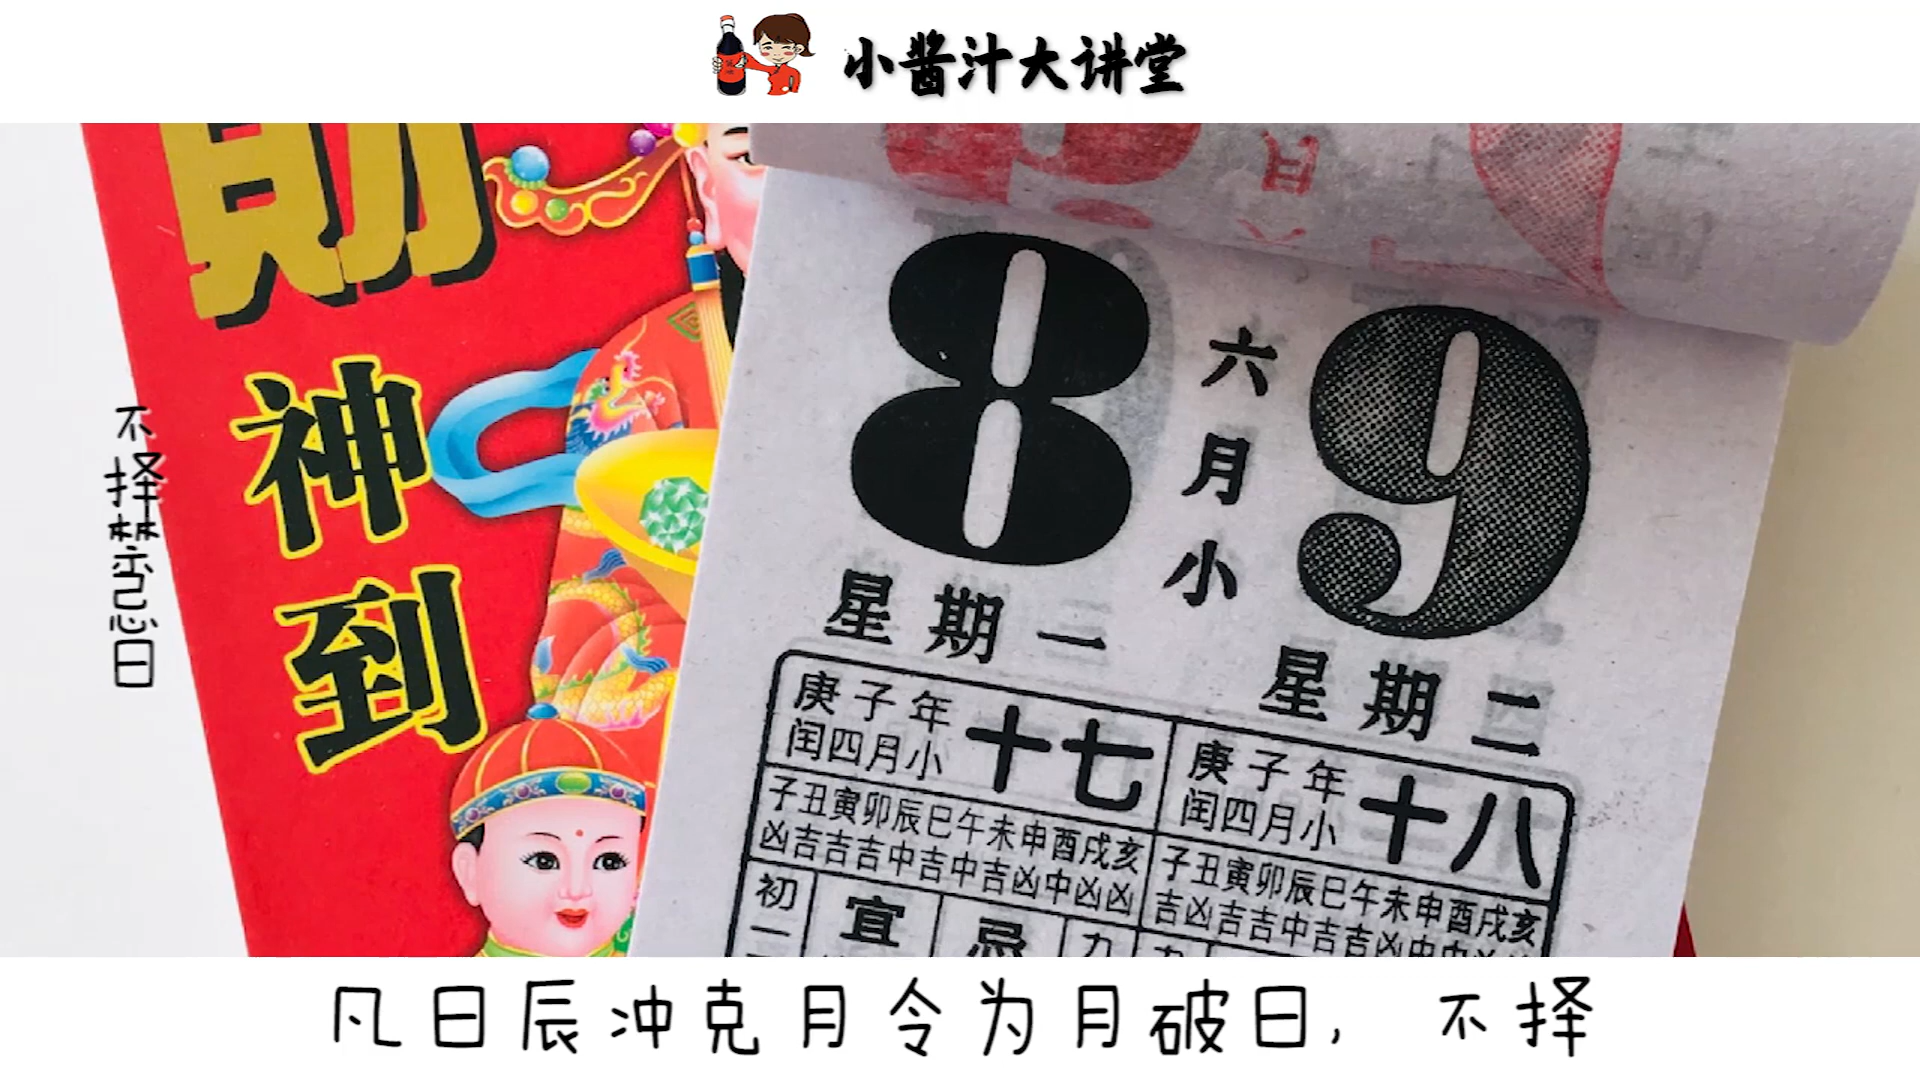 小酱汁大讲堂
不择禁忌日
財
神
到
8
六月小
9
星期一
星期二
庚子年
闰四月小
十七
庚子年
闰四月小
十八
子丑寅卯辰巳午未申酉戌亥
凶吉吉吉中吉中吉凶中凶凶
子丑寅卯辰巳午未申酉戌亥
吉凶吉吉中吉吉凶中中
初一
宜
忌
九
凡日辰冲克月令为月破日, 不择